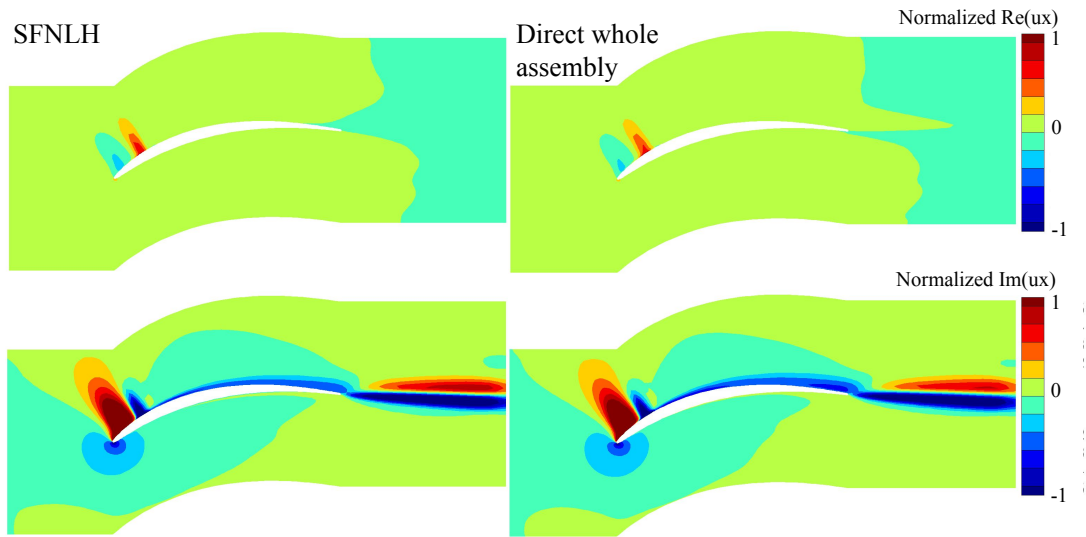 SFNLH
Direct whole
assembly
Normalized Re(ux)
1
0
-1
Normalized Im(ux)
1
0
-1